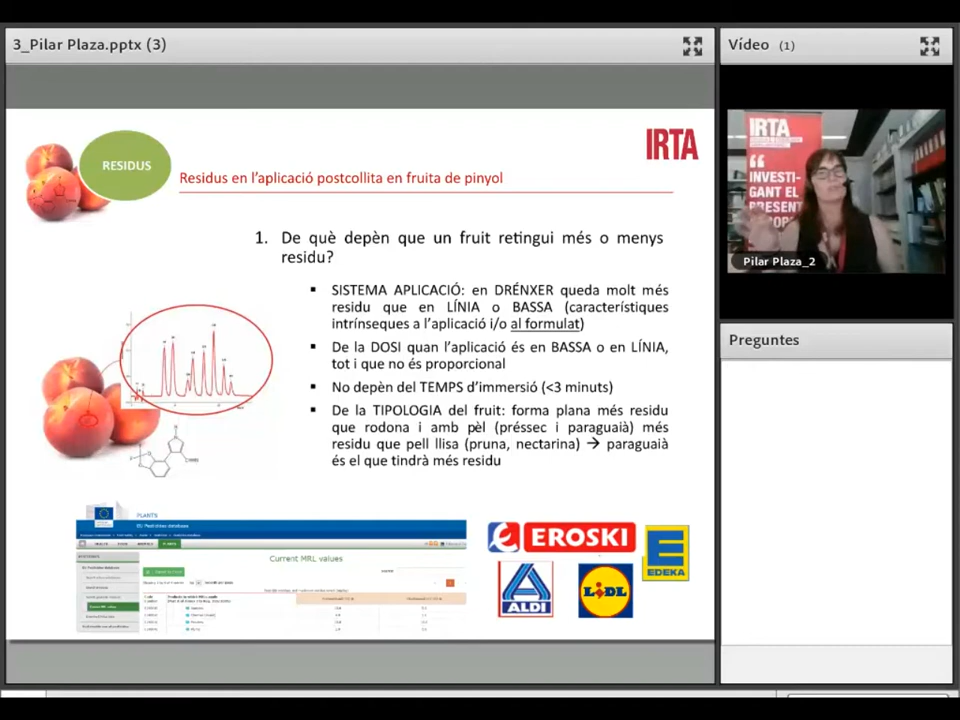 3_Pilar Plaza.pptx (3)
Vídeo (1)
RESIDUS
IRTA
Residus en l'aplicació postcollita en fruita de pinyol
1. De què depèn que un fruit retingui més o menys
residu?
▪ SISTEMA APLICACIÓ: en DRÉNXER queda molt més
residu que en LÍNIA o BASSA (característiques
intrínseques a l'aplicació i/o al formulat)
▪ De la DOSI quan l'aplicació és en BASSA o en LÍNIA,
tot i que no és proporcional
▪ No depèn del TEMPS d'immersió (<3 minuts)
▪ De la TIPOLOGIA del fruit: forma plana més residu
que rodona i amb pèl (préssec i paraguaià) més
residu que pell llisa (pruna, nectarina) → paraguaià
és el que tindrà més residu
PLANTS
EU Pesticides database
Current MRL values
EROSKI
EDEKA
ALDI
LIDL
IRTA
INVESTI-
GANT EL
PRESENT
Pilar Plaza_2
Preguntes